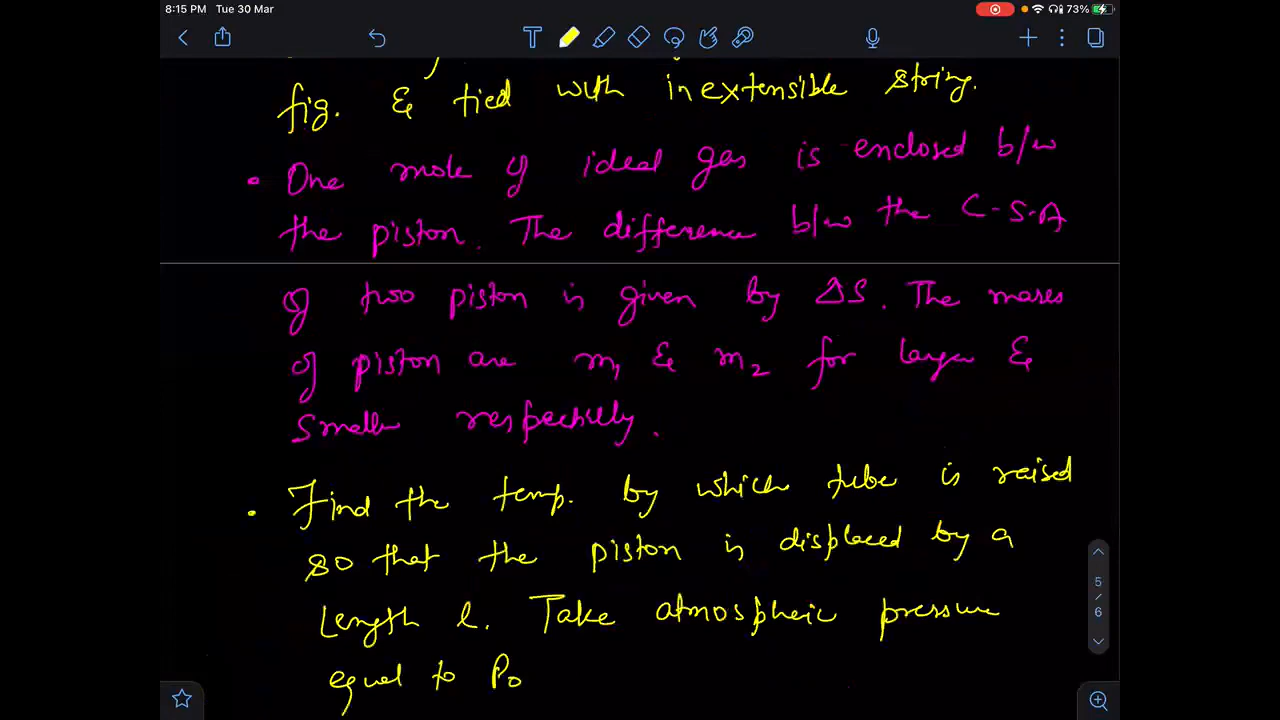 8:15 PM Tue 30 Mar
73%
fig. & tied with inextensible string.
• One mole of ideal gas is enclosed b/w
the piston. The difference b/w the C.S.A
of two piston is given by ΔS. The mases
of piston are m₁ & m₂ for larger &
smaller respectively.
• Find the temp. by which tube is raised
so that the piston is displaced by a
length l. Take atmospheric pressure
equal to P₀
5
/
6